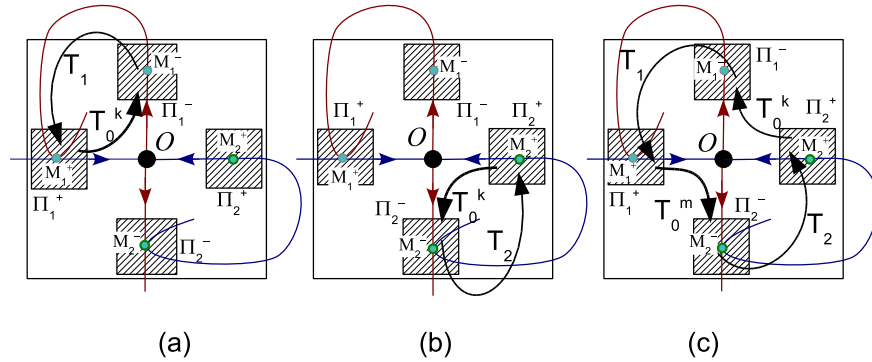 M₁⁻
T₁
Π₁⁻
T₀ᵏ
Π₁⁺
O
M₂⁺
M₁⁺
Π₂⁺
M₂⁻
Π₂⁻
(a)
M₁⁻
Π₁⁺
Π₁⁻
Π₂⁺
O
M₂⁺
M₁⁺
Π₂⁻
T₀ᵏ
M₂⁻
T₂
(b)
Π₁⁻
M₁⁻
T₁
T₀ᵏ
Π₂⁺
O
M₂⁺
M₁⁺
Π₁⁺
T₀ᵐ
Π₂⁻
M₂⁻
T₂
(c)